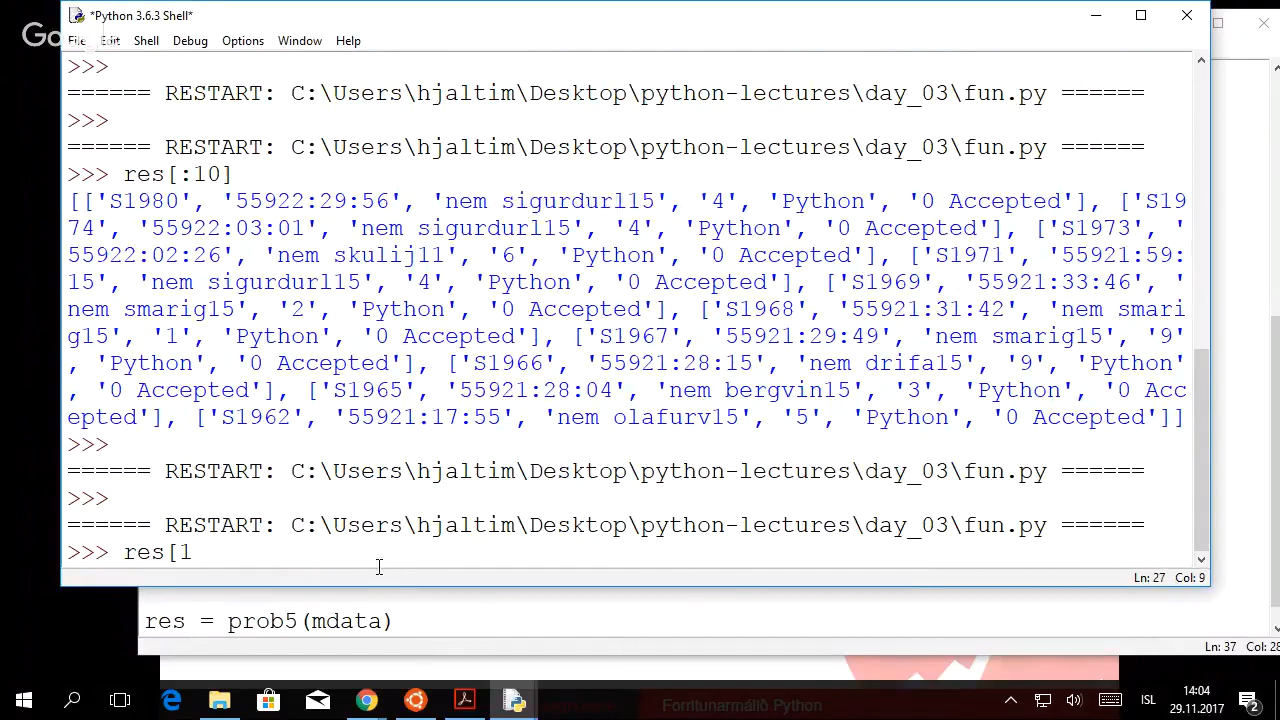 *Python 3.6.3 Shell*
File Edit Shell Debug Options Window Help
>>>
====== RESTART: C:\Users\hjaltim\Desktop\python-lectures\day_03\fun.py ======
>>>
====== RESTART: C:\Users\hjaltim\Desktop\python-lectures\day_03\fun.py ======
>>> res[:10]
[['S1980', '55922:29:56', 'nem sigurdurl15', '4', 'Python', '0 Accepted'], ['S19
74', '55922:03:01', 'nem sigurdurl15', '4', 'Python', '0 Accepted'], ['S1973', '
55922:02:26', 'nem skulij11', '6', 'Python', '0 Accepted'], ['S1971', '55921:59:
15', 'nem sigurdurl15', '4', 'Python', '0 Accepted'], ['S1969', '55921:33:46', '
nem smarig15', '2', 'Python', '0 Accepted'], ['S1968', '55921:31:42', 'nem smari
g15', '1', 'Python', '0 Accepted'], ['S1967', '55921:29:49', 'nem smarig15', '9'
, 'Python', '0 Accepted'], ['S1966', '55921:28:15', 'nem drifa15', '9', 'Python'
, '0 Accepted'], ['S1965', '55921:28:04', 'nem bergvin15', '3', 'Python', '0 Acc
epted'], ['S1962', '55921:17:55', 'nem olafurv15', '5', 'Python', '0 Accepted']]
>>>
====== RESTART: C:\Users\hjaltim\Desktop\python-lectures\day_03\fun.py ======
>>>
====== RESTART: C:\Users\hjaltim\Desktop\python-lectures\day_03\fun.py ======
>>> res[1
Ln: 27 Col: 9
res = prob5(mdata)
Ln: 37 Col: 28
Forritunarmálið Python
ISL
14:04
29.11.2017
2